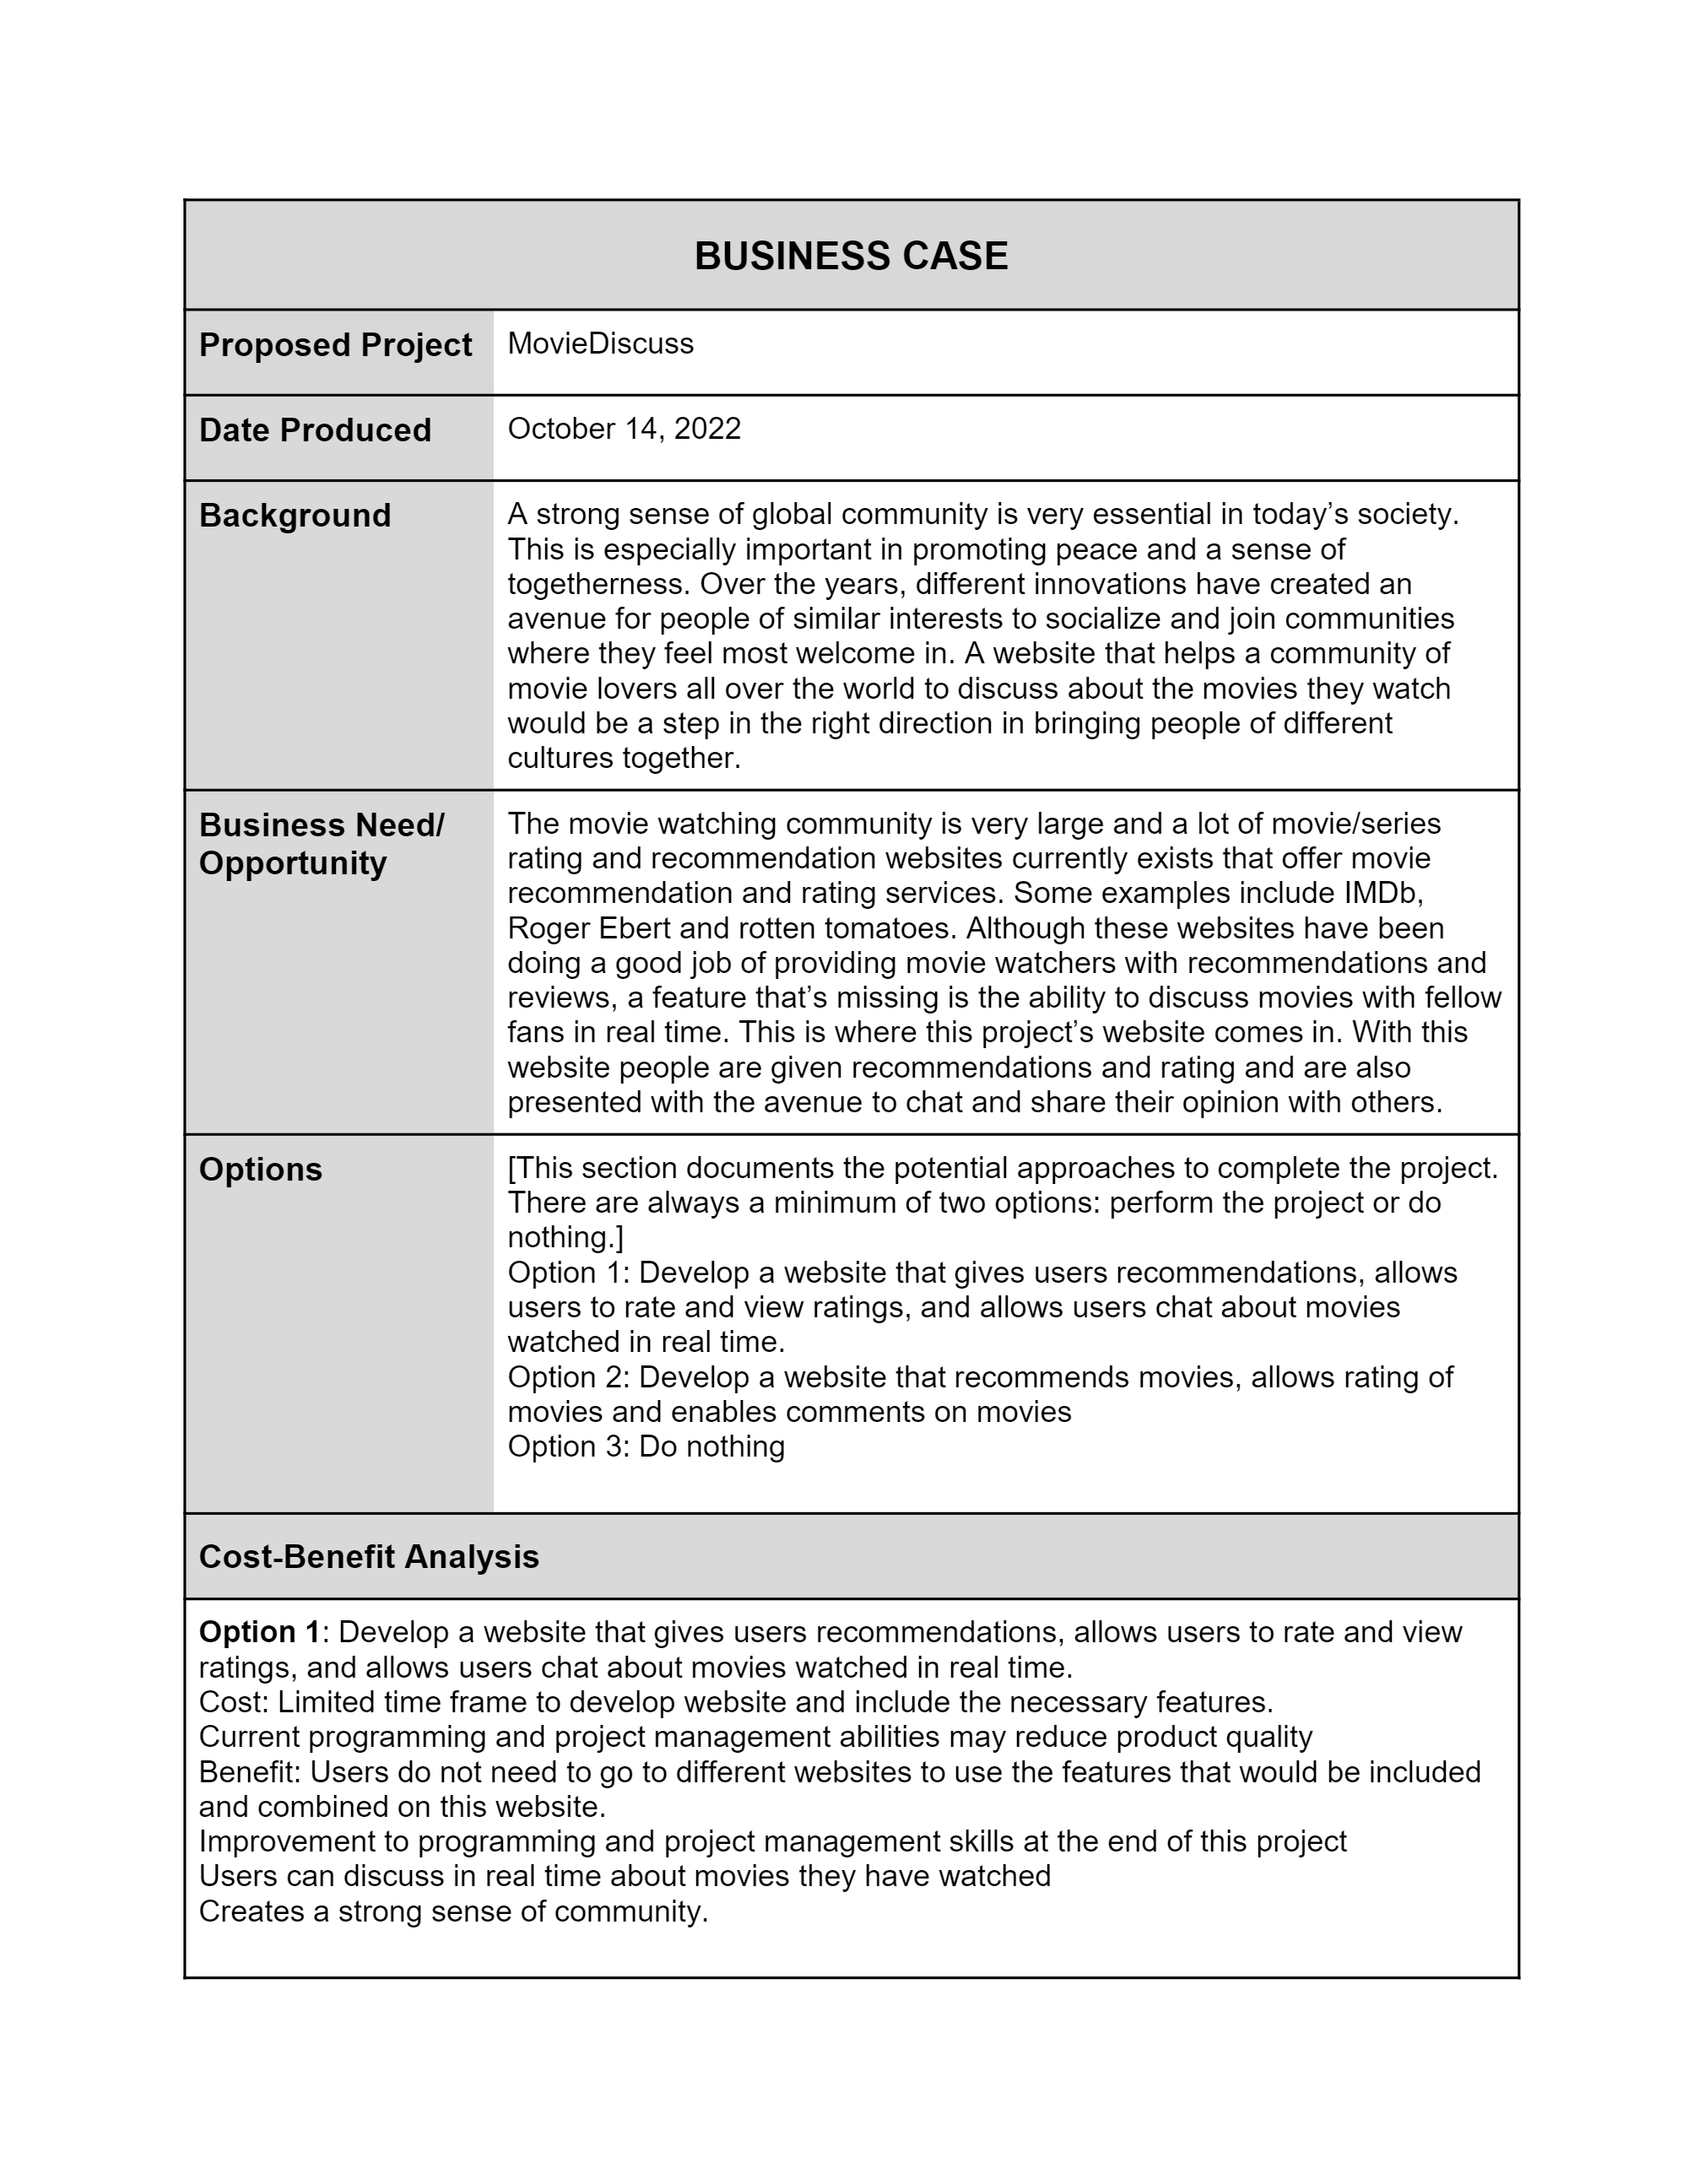 BUSINESS CASE
Proposed Project
MovieDiscuss
Date Produced
October 14, 2022
Background
A strong sense of global community is very essential in today’s society.
This is especially important in promoting peace and a sense of
togetherness. Over the years, different innovations have created an
avenue for people of similar interests to socialize and join communities
where they feel most welcome in. A website that helps a community of
movie lovers all over the world to discuss about the movies they watch
would be a step in the right direction in bringing people of different
cultures together.
Business Need/
Opportunity
The movie watching community is very large and a lot of movie/series
rating and recommendation websites currently exists that offer movie
recommendation and rating services. Some examples include IMDb,
Roger Ebert and rotten tomatoes. Although these websites have been
doing a good job of providing movie watchers with recommendations and
reviews, a feature that’s missing is the ability to discuss movies with fellow
fans in real time. This is where this project’s website comes in. With this
website people are given recommendations and rating and are also
presented with the avenue to chat and share their opinion with others.
Options
[This section documents the potential approaches to complete the project.
There are always a minimum of two options: perform the project or do
nothing.]
Option 1: Develop a website that gives users recommendations, allows
users to rate and view ratings, and allows users chat about movies
watched in real time.
Option 2: Develop a website that recommends movies, allows rating of
movies and enables comments on movies
Option 3: Do nothing
Cost-Benefit Analysis
Option 1: Develop a website that gives users recommendations, allows users to rate and view
ratings, and allows users chat about movies watched in real time.
Cost: Limited time frame to develop website and include the necessary features.
Current programming and project management abilities may reduce product quality
Benefit: Users do not need to go to different websites to use the features that would be included
and combined on this website.
Improvement to programming and project management skills at the end of this project
Users can discuss in real time about movies they have watched
Creates a strong sense of community.